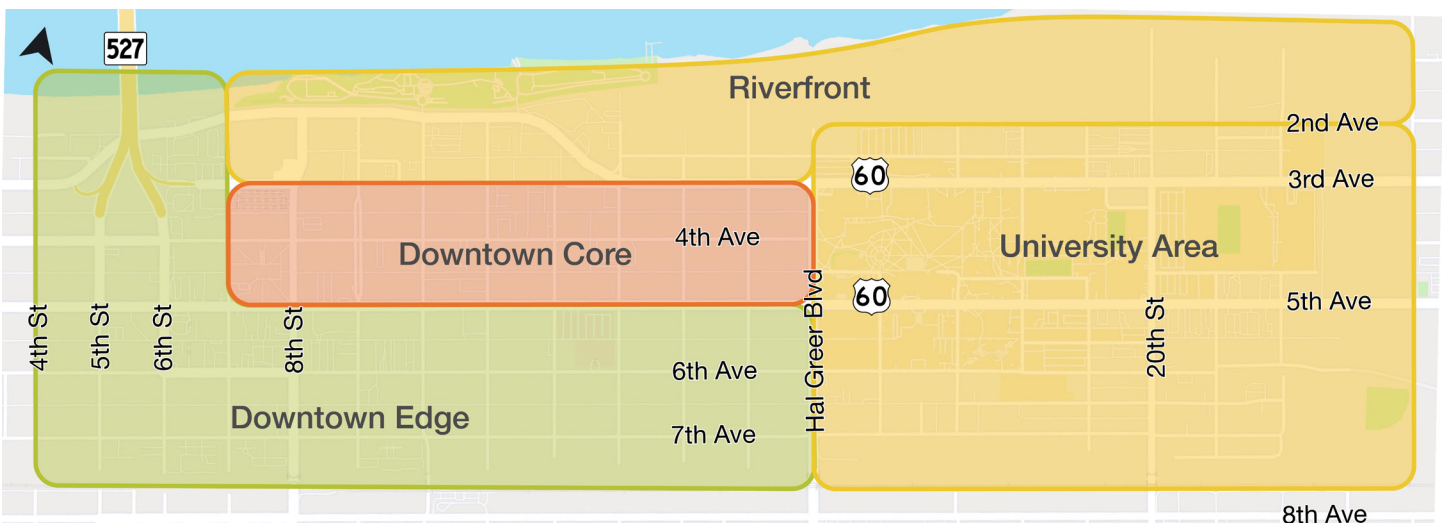 527
Riverfront
2nd Ave
60
3rd Ave
4th Ave
University Area
Downtown Core
60
5th Ave
4th St
5th St
6th St
8th St
Hal Greer Blvd
20th St
6th Ave
Downtown Edge
7th Ave
8th Ave